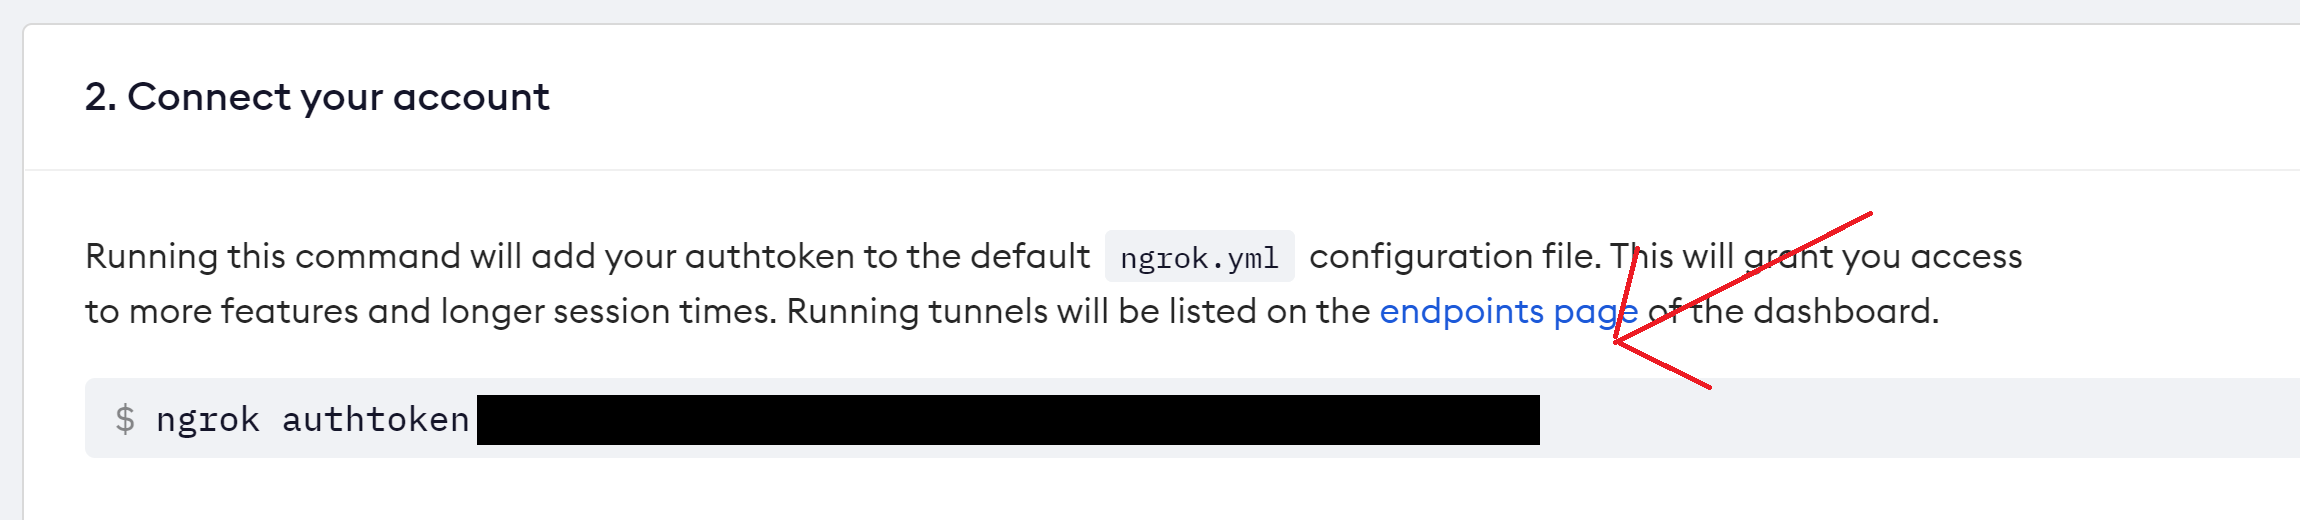 2. Connect your account
Running this command will add your authtoken to the default ngrok.yml configuration file. This will grant you access
to more features and longer session times. Running tunnels will be listed on the endpoints page of the dashboard.
$ ngrok authtoken